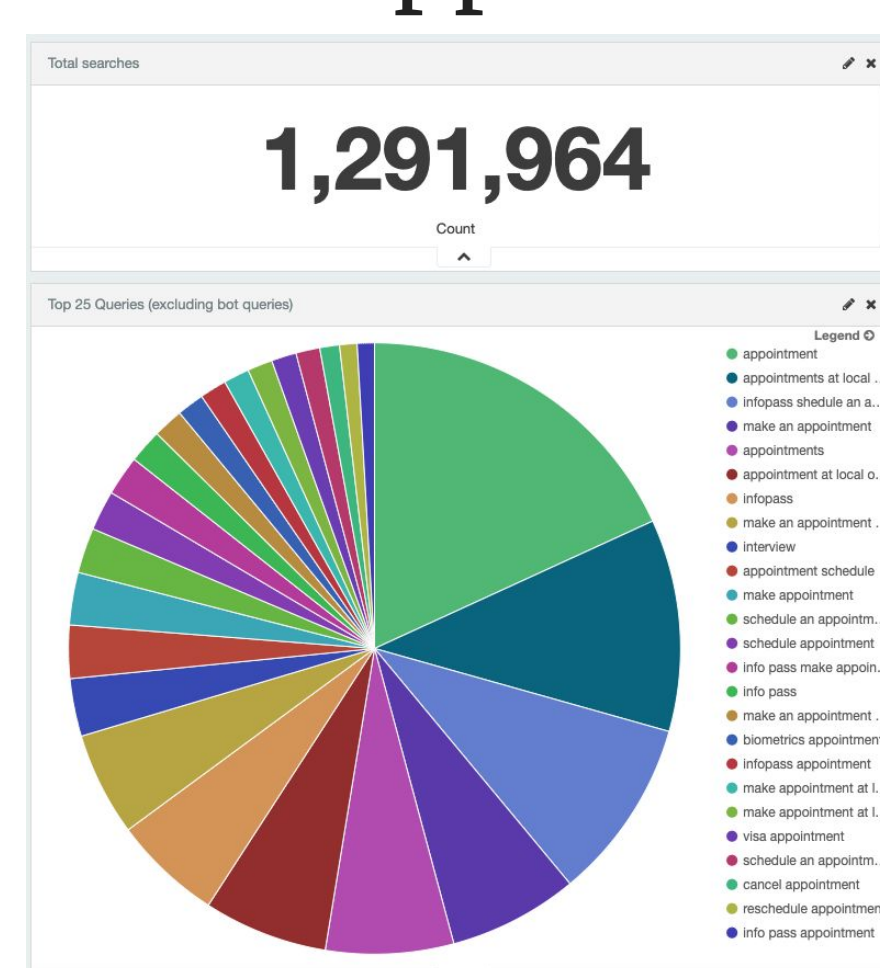 Total searches
1,291,964
Count
Top 25 Queries (excluding bot queries)
Legend
appointment
appointments at local ..
infopass shedule an a...
make an appointment
appointments
appointment at local o..
infopass
make an appointment ..
interview
appointment schedule
make appointment
schedule an appointm..
schedule appointment
info pass make appoin..
info pass
make an appointment ..
biometrics appointment
infopass appointment
make appointment at l..
make appointment at l..
visa appointment
schedule an appointm..
cancel appointment
reschedule appointmen
info pass appointment